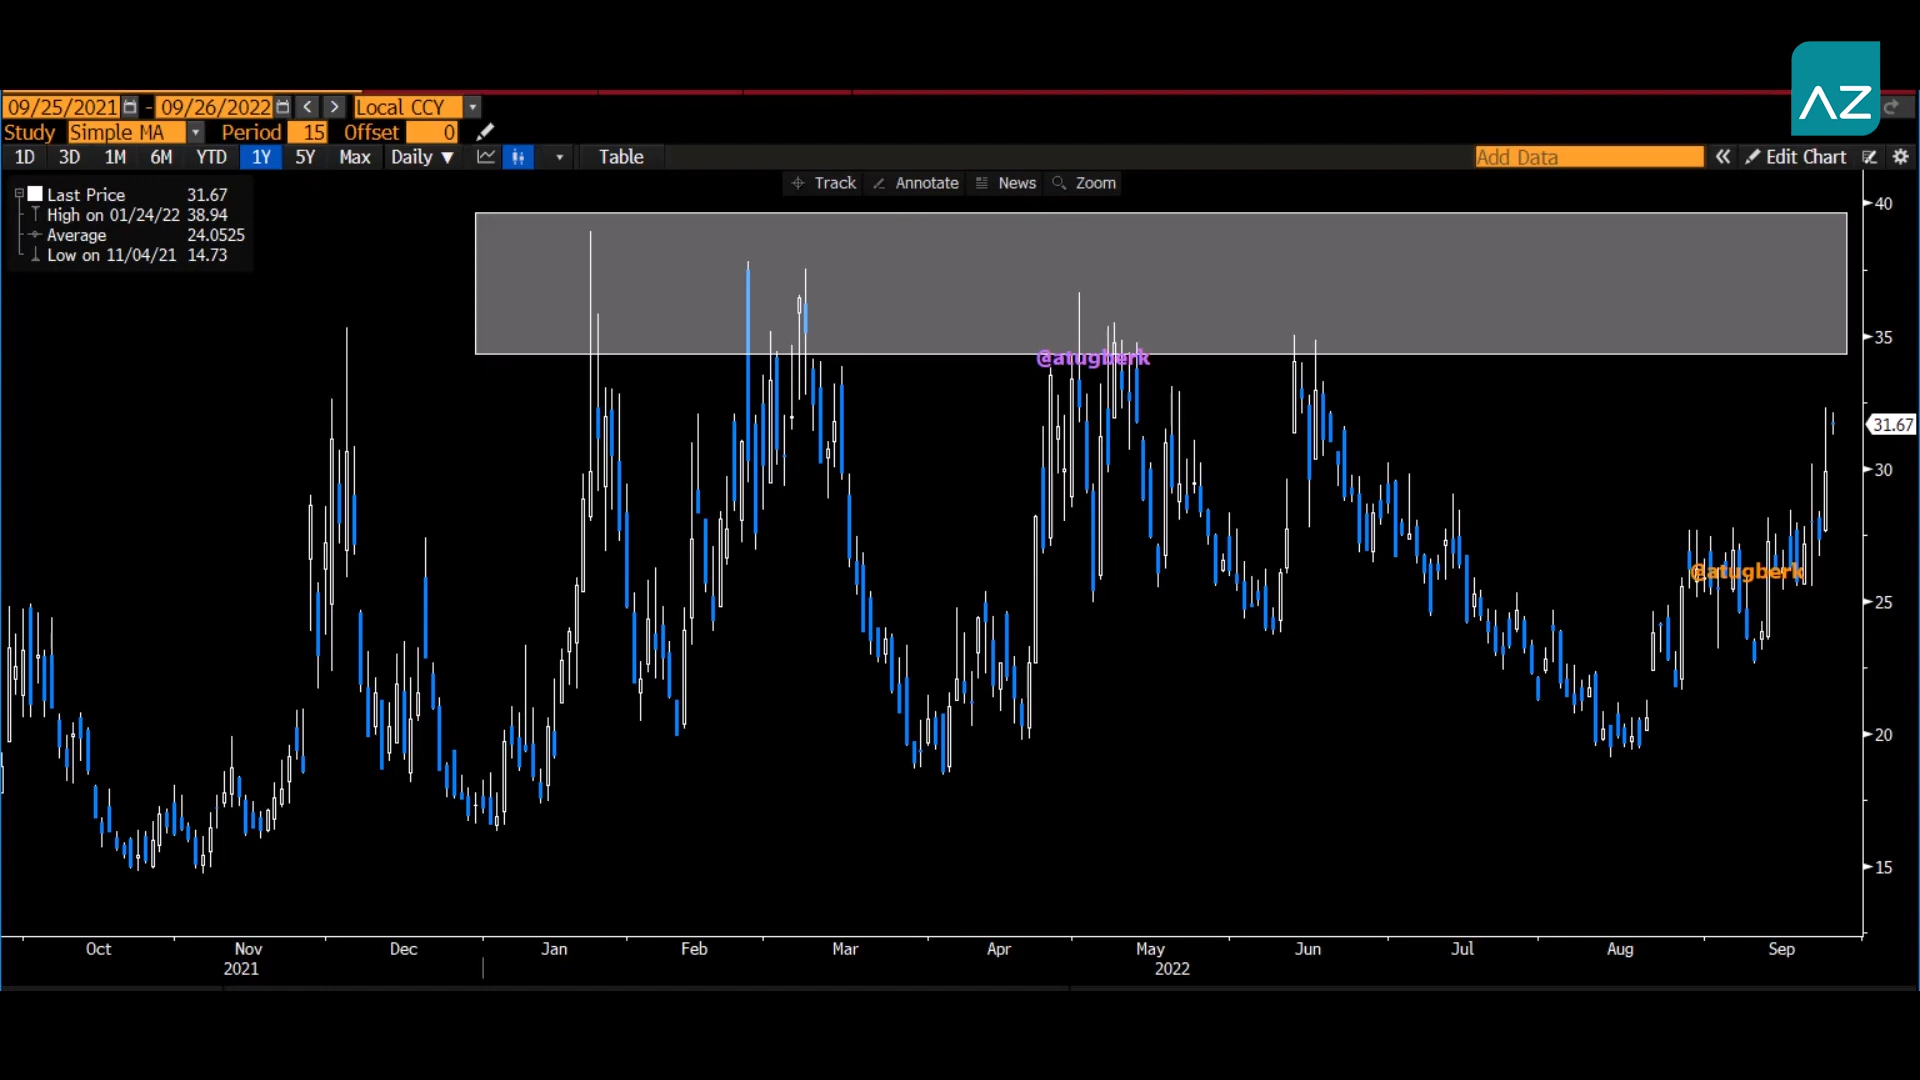 AZ
09/25/2021 - 09/26/2022 < > Local CCY
Study Simple MA Period 15 Offset 0
1D 3D 1M 6M YTD 1Y 5Y Max Daily ▼ Table Add Data « Edit Chart
Track Annotate News Zoom
Last Price 31.67
High on 01/24/22 38.94
Average 24.0525
Low on 11/04/21 14.73
40
35
@atugberk
31.67
30
@atugberk
25
20
15
Oct Nov Dec Jan Feb Mar Apr May Jun Jul Aug Sep
2021 2022